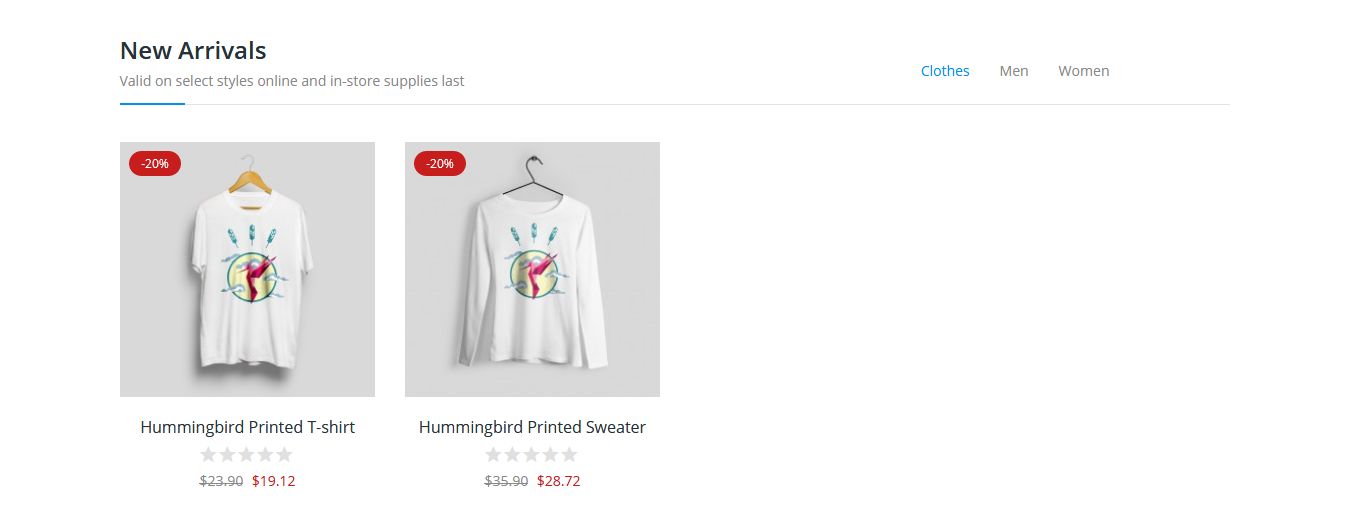 New Arrivals
Valid on select styles online and in-store supplies last
Clothes Men Women
-20%
-20%
Hummingbird Printed T-shirt
$23.90 $19.12
Hummingbird Printed Sweater
$35.90 $28.72